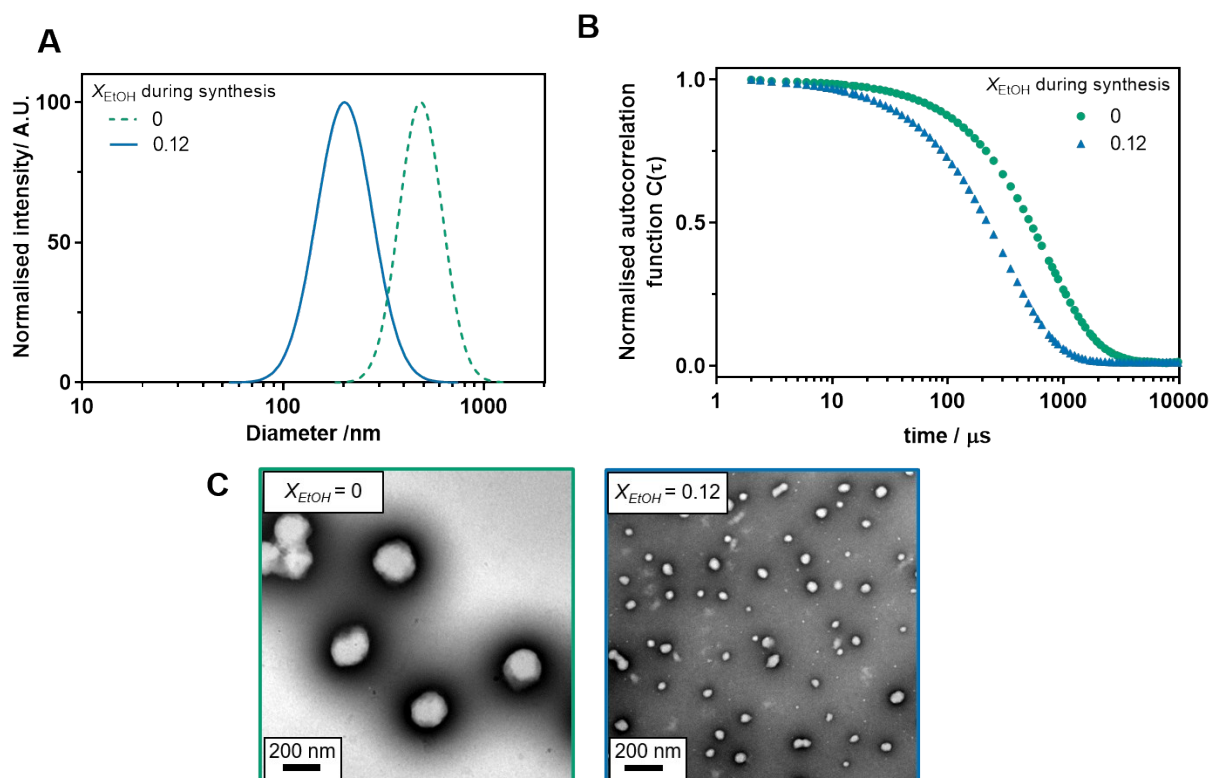 A
Normalised intensity/ A.U.
100
50
0
X_EtOH during synthesis
0
0.12
10
100
1000
Diameter /nm
B
Normalised autocorrelation
function C(τ)
1.0
0.5
0.0
X_EtOH during synthesis
0
0.12
1
10
100
1000
10000
time / μs
C
X_EtOH = 0
200 nm
X_EtOH = 0.12
200 nm